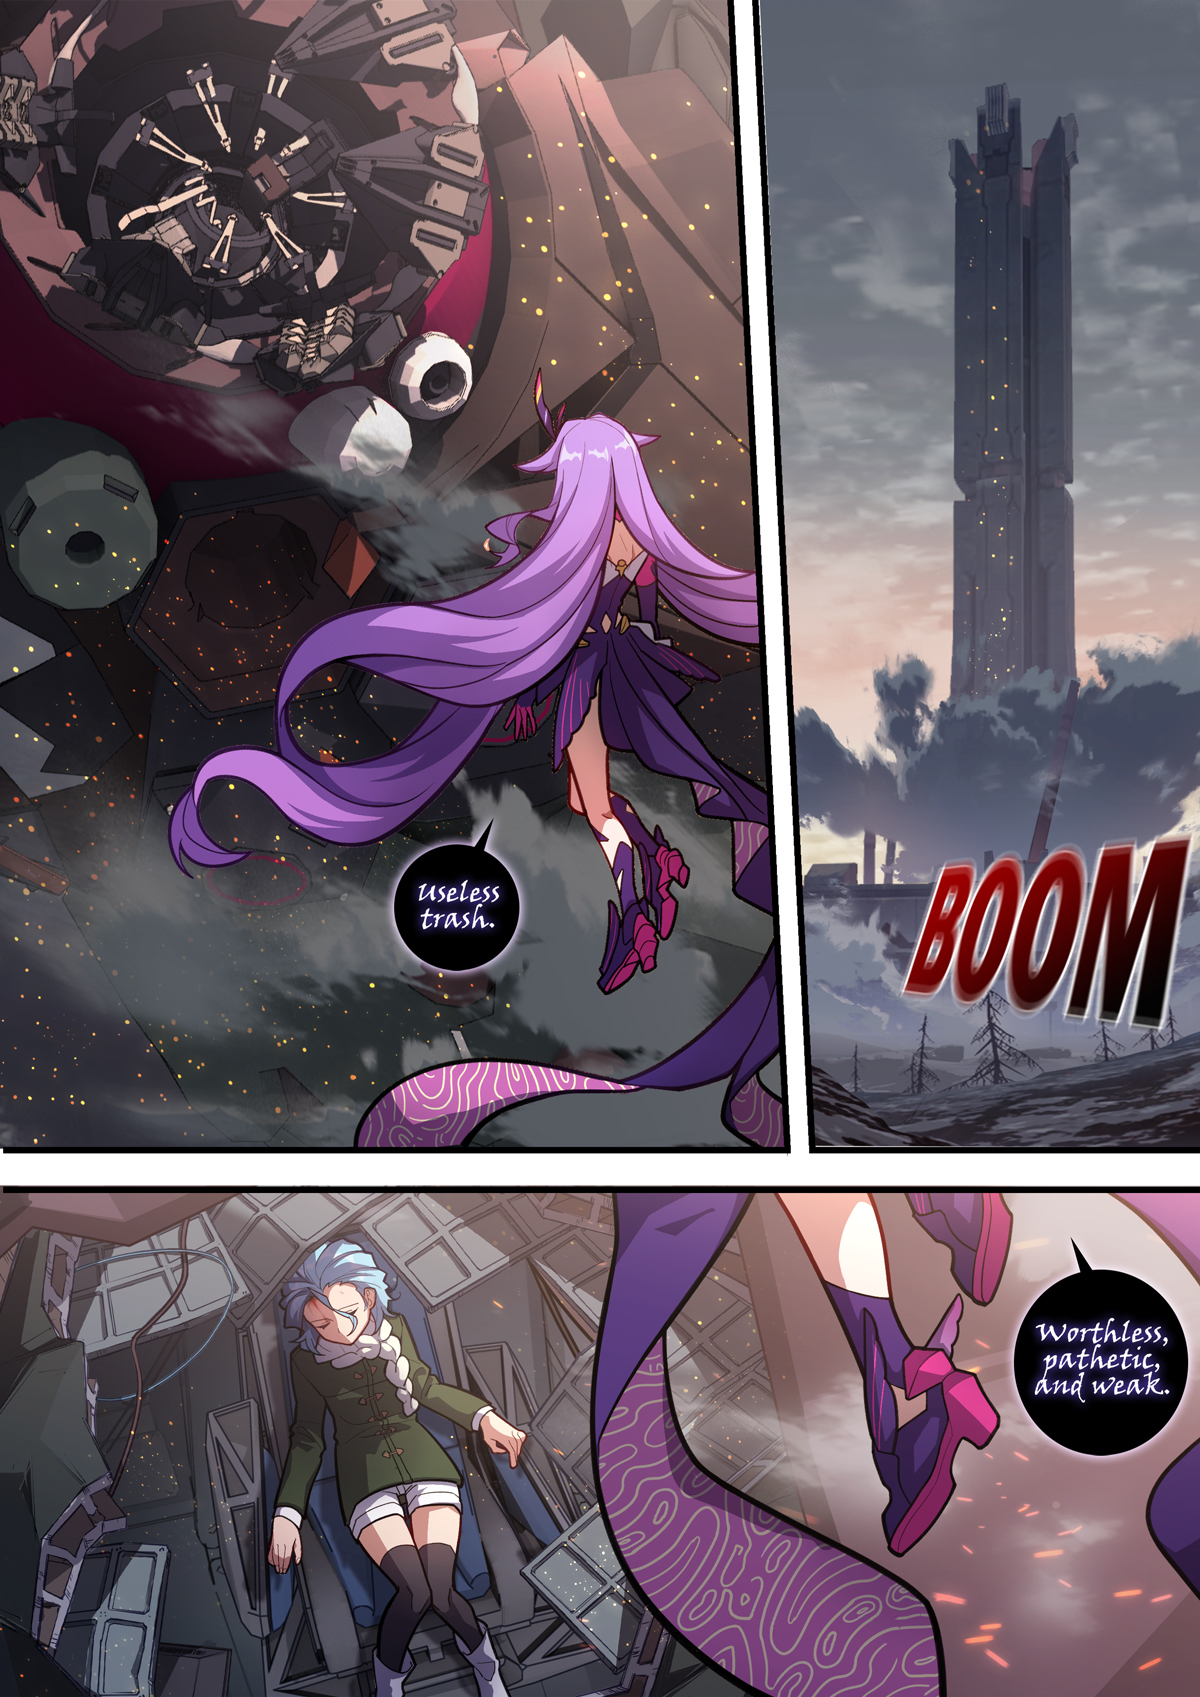 Useless
trash.
BOOM
Worthless,
pathetic,
and weak.